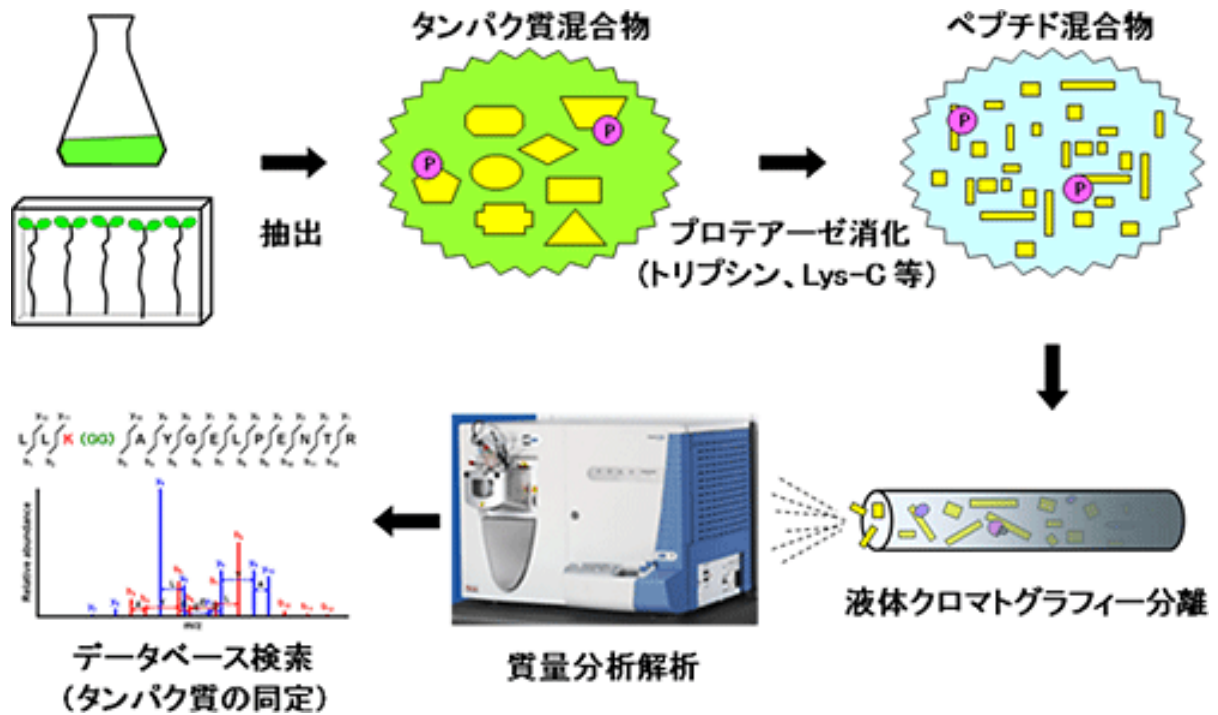 タンパク質混合物
ペプチド混合物
P
P
P
P
抽出
プロテアーゼ消化
(トリプシン、Lys-C 等)
液体クロマトグラフィー分離
質量分析解析
L L K (GG) A Y G E L P E N T R
Relative abundance
m/z
データベース検索
(タンパク質の同定)